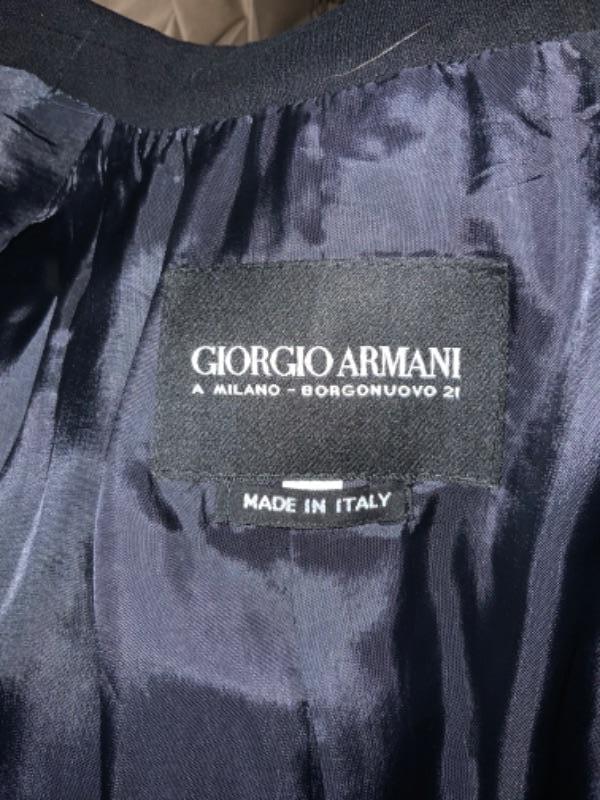 GIORGIO ARMANI
A MILANO – BORGONUOVO 21
MADE IN ITALY